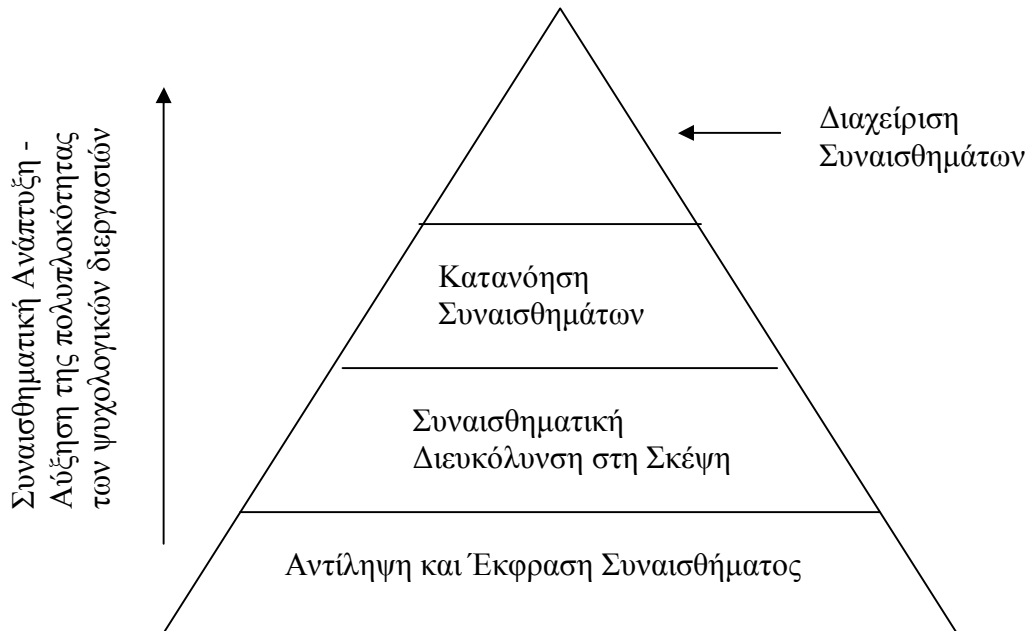 Συναισθηματική Ανάπτυξη -
Αύξηση της πολυπλοκότητας
των ψυχολογικών διεργασιών
Διαχείριση
Συναισθημάτων
Κατανόηση
Συναισθημάτων
Συναισθηματική
Διευκόλυνση στη Σκέψη
Αντίληψη και Έκφραση Συναισθήματος